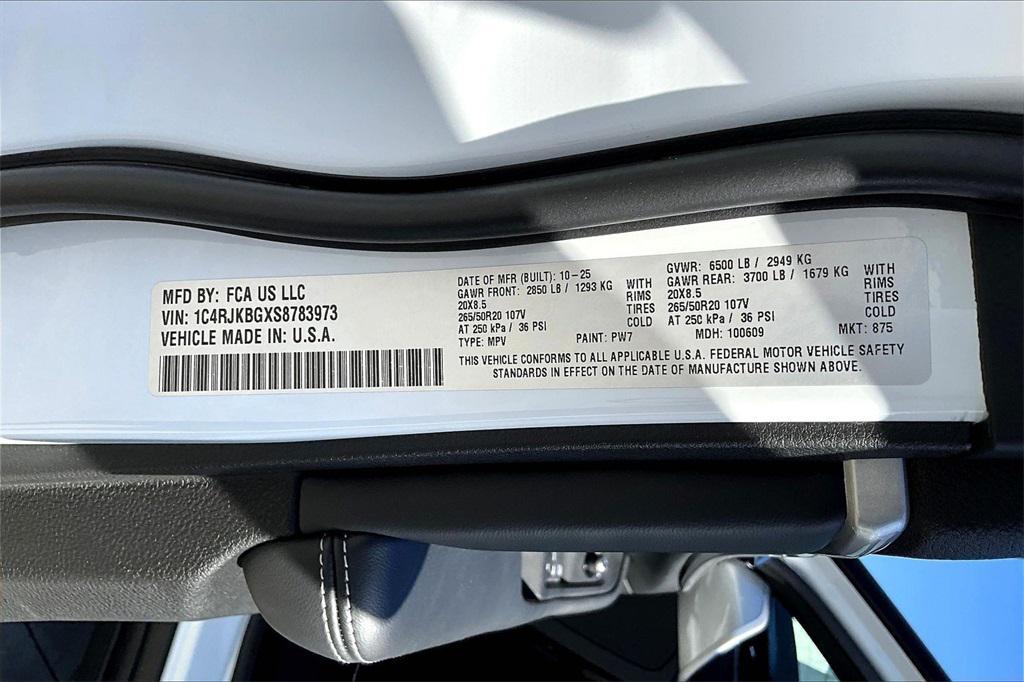 MFD BY: FCA US LLC
VIN: 1C4RJKBGXS8783973
VEHICLE MADE IN: U.S.A.
DATE OF MFR (BUILT): 10-25
GAWR FRONT: 2850 LB / 1293 KG WITH
20X8.5 RIMS
265/50R20 107V TIRES
AT 250 kPa / 36 PSI COLD
TYPE: MPV PAINT: PW7
GVWR: 6500 LB / 2949 KG
GAWR REAR: 3700 LB / 1679 KG WITH
20X8.5 RIMS
265/50R20 107V TIRES
AT 250 kPa / 36 PSI COLD
MDH: 100609 MKT: 875
THIS VEHICLE CONFORMS TO ALL APPLICABLE U.S.A. FEDERAL MOTOR VEHICLE SAFETY
STANDARDS IN EFFECT ON THE DATE OF MANUFACTURE SHOWN ABOVE.